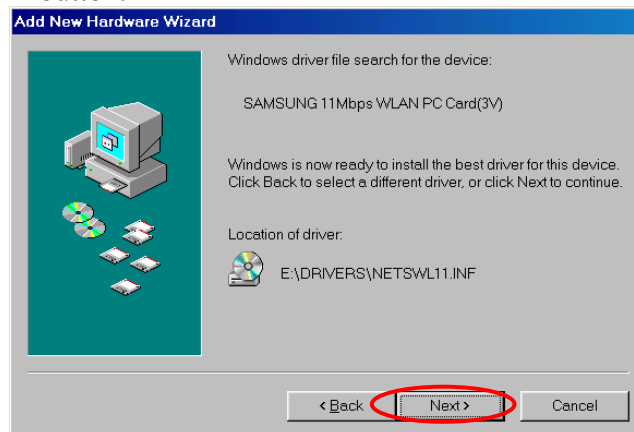 Add New Hardware Wizard
Windows driver file search for the device:
SAMSUNG 11Mbps WLAN PC Card(3V)
Windows is now ready to install the best driver for this device.
Click Back to select a different driver, or click Next to continue.
Location of driver:
E:\DRIVERS\NETSWL11.INF
< Back
Next >
Cancel